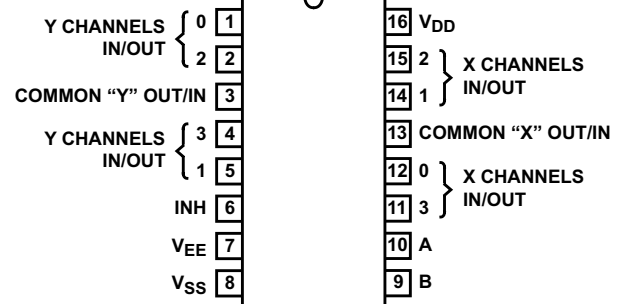 Y CHANNELS
IN/OUT
0 1
2 2
COMMON “Y” OUT/IN 3
Y CHANNELS
IN/OUT
3 4
1 5
INH 6
VEE 7
VSS 8
16 VDD
15 2
14 1
X CHANNELS
IN/OUT
13 COMMON “X” OUT/IN
12 0
11 3
X CHANNELS
IN/OUT
10 A
9 B